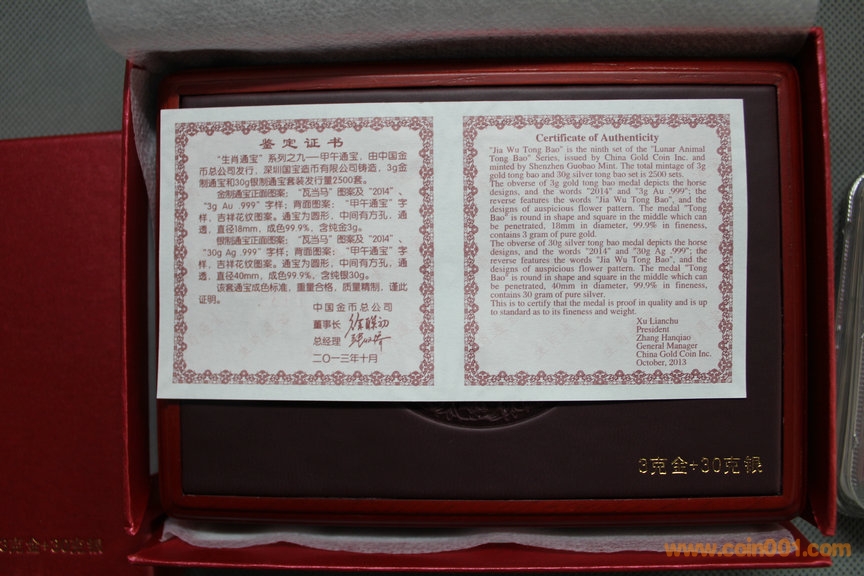 鉴定证书
“生肖通宝”系列之九——甲午通宝，由中国金
币总公司发行，深圳国宝造币有限公司铸造，3g金
制通宝和30g银制通宝套装发行量2500套。
金制通宝正面图案：“瓦当马”图案及“2014”、
“3g Au .999”字样；背面图案：“甲午通宝”字
样，吉祥花纹图案。通宝为圆形，中间有方孔，通
透，直径18mm，成色99.9%，含纯金3g。
银制通宝正面图案：“瓦当马”图案及“2014”、
“30g Ag .999”字样；背面图案：“甲午通宝”字
样，吉祥花纹图案。通宝为圆形，中间有方孔，通
透，直径40mm，成色99.9%，含纯银30g。
该套通宝成色标准，重量合格，质量精制，谨此
证明。
中国金币总公司
董事长
总经理
二〇一三年十月
Certificate of Authenticity
"Jia Wu Tong Bao" is the ninth set of the "Lunar Animal
Tong Bao" Series, issued by China Gold Coin Inc. and
minted by Shenzhen Guobao Mint. The total mintage of 3g
gold tong bao and 30g silver tong bao set is 2500 sets.
The obverse of 3g gold tong bao medal depicts the horse
designs, and the words "2014" and "3g Au .999"; the
reverse features the words "Jia Wu Tong Bao", and the
designs of auspicious flower pattern. The medal "Tong
Bao" is round in shape and square in the middle which can
be penetrated, 18mm in diameter, 99.9% in fineness,
contains 3 gram of pure gold.
The obverse of 30g silver tong bao medal depicts the horse
designs, and the words "2014" and "30g Ag .999"; the
reverse features the words "Jia Wu Tong Bao", and the
designs of auspicious flower pattern. The medal "Tong
Bao" is round in shape and square in the middle which can
be penetrated, 40mm in diameter, 99.9% in fineness,
contains 30 gram of pure silver.
This is to certify that the medal is proof in quality and is up
to standard as to its fineness and weight.
Xu Lianchu
President
Zhang Hanqiao
General Manager
China Gold Coin Inc.
October, 2013
3克金+30克银
3克金+30克银
www.coin001.com